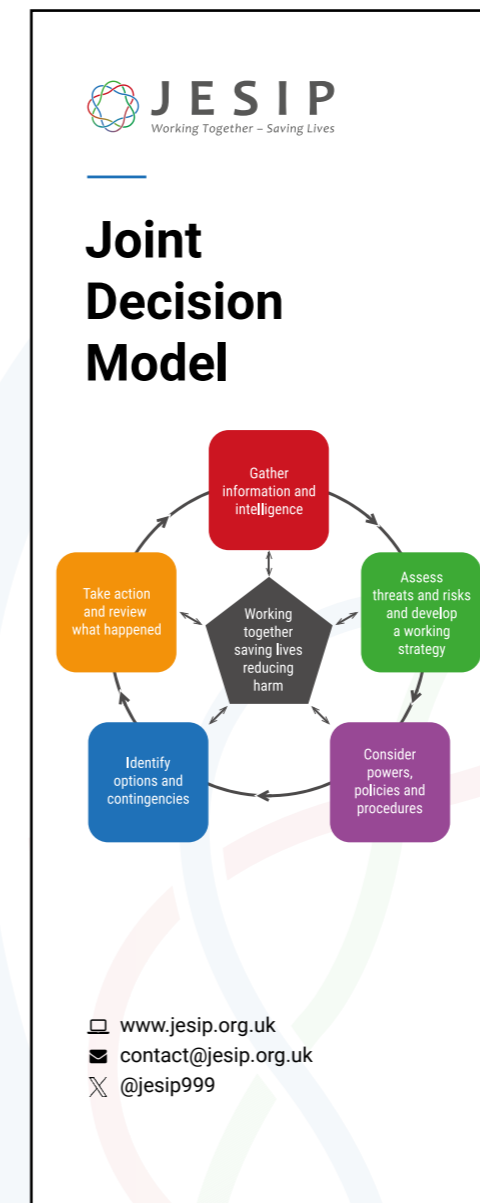 JESIP
Working Together – Saving Lives
Joint
Decision
Model
Gather
information and
intelligence
Assess
threats and risks
and develop
a working
strategy
Consider
powers,
policies and
procedures
Identify
options and
contingencies
Take action
and review
what happened
Working
together
saving lives
reducing
harm
www.jesip.org.uk
contact@jesip.org.uk
@jesip999